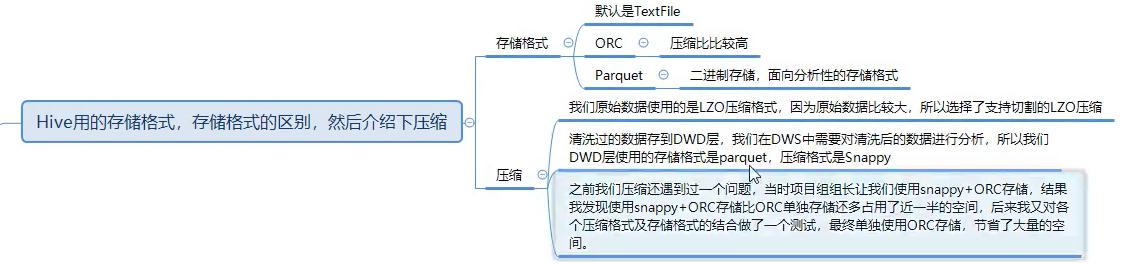 默认是TextFile
存储格式
ORC
压缩比比较高
Parquet
二进制存储，面向分析性的存储格式
Hive用的存储格式，存储格式的区别，然后介绍下压缩
我们原始数据使用的是LZO压缩格式，因为原始数据比较大，所以选择了支持切割的LZO压缩
清洗过的数据存到DWD层，我们在DWS中需要对清洗后的数据进行分析，所以我们
DWD层使用的存储格式是parquet，压缩格式是Snappy
压缩
之前我们压缩还遇到过一个问题，当时项目组组长让我们使用snappy+ORC存储，结果
我发现使用snappy+ORC存储比ORC单独存储还多占用了近一半的空间，后来我又对各
个压缩格式及存储格式的结合做了一个测试，最终单独使用ORC存储，节省了大量的空
间。